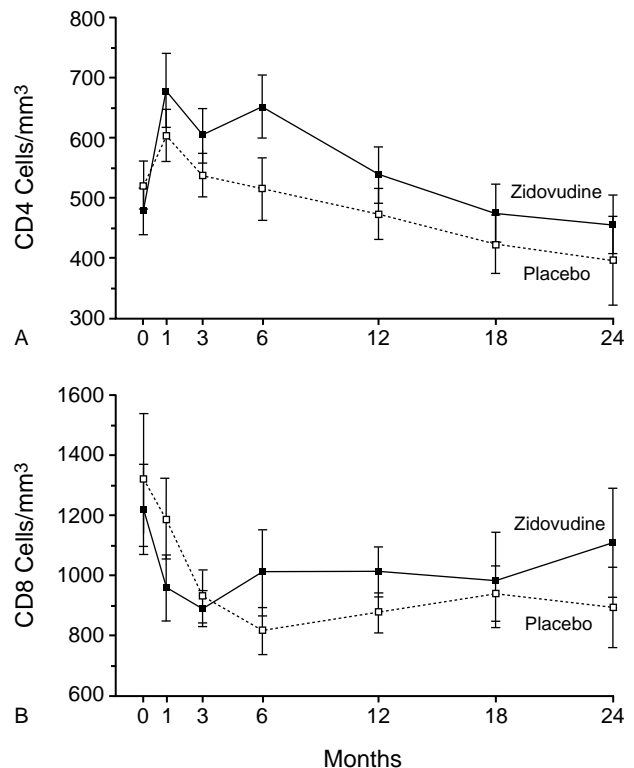 800
700
600
500
400
300
CD4 Cells/mm³
Zidovudine
Placebo
A
0 1 3 6 12 18 24
1600
1400
1200
1000
800
600
CD8 Cells/mm³
Zidovudine
Placebo
B
0 1 3 6 12 18 24
Months